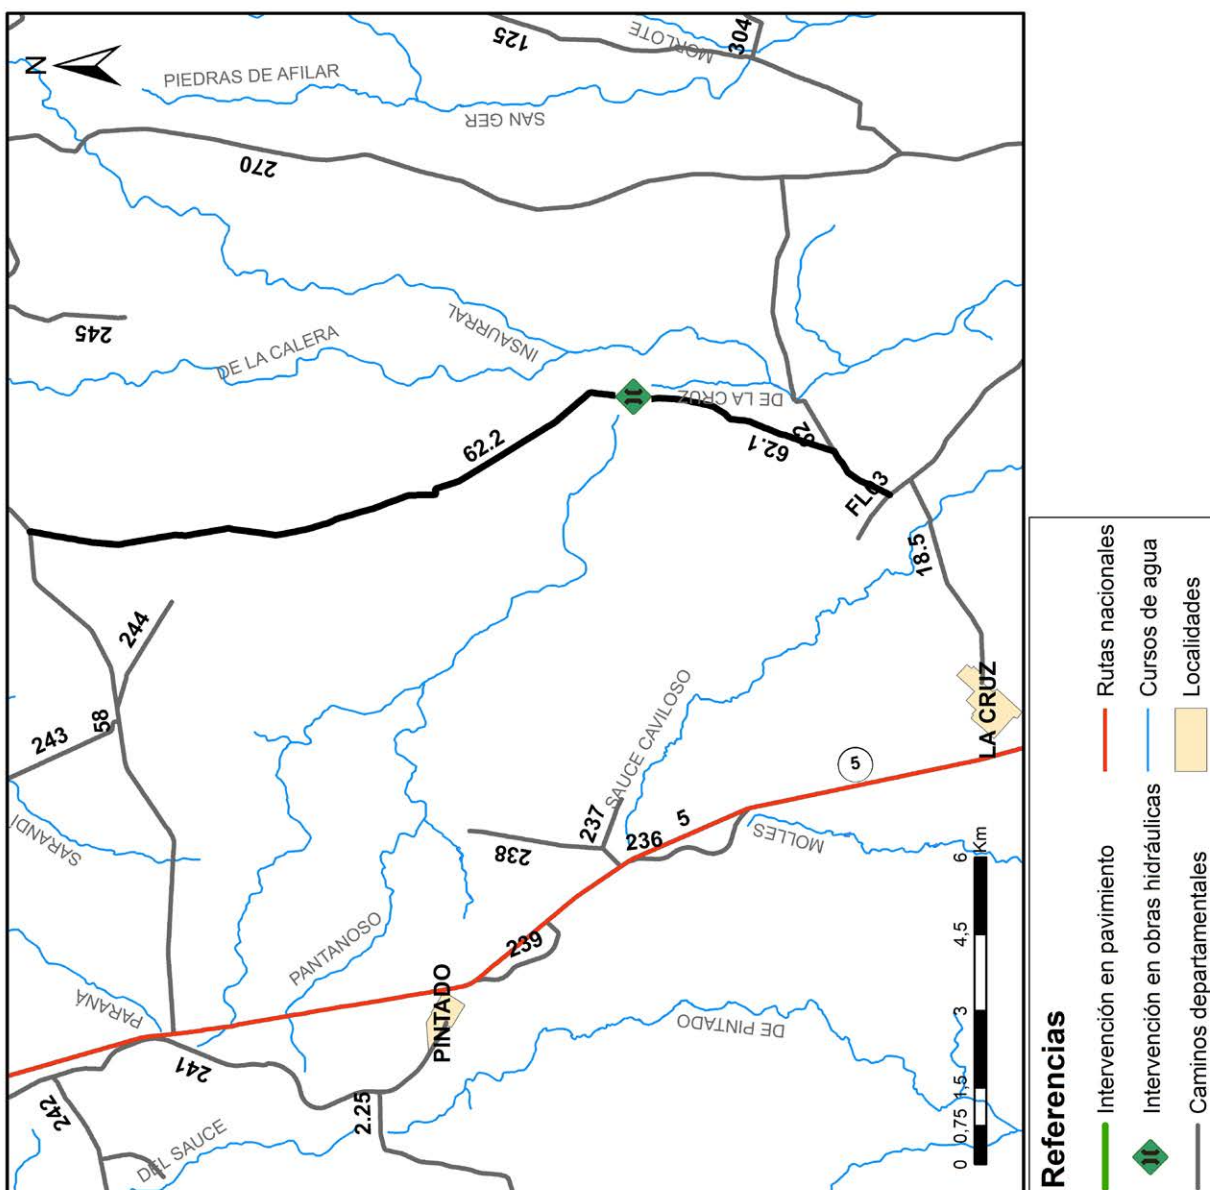 N
PIEDRAS DE AFILAR
SAN GER
125
MORLOTE
304
270
245
DE LA CALERA
INSAURRAL
62.2
DE LA CRUZ
62.1
62
FL63
18.5
244
243
58
SARANDÍ
PARANÁ
PANTANOSO
238
237
SAUCE CAVILOSO
236
5
5
MOLLES
LA CRUZ
239
PINTADO
DE PINTADO
241
242
2.25
DEL SAUCE
0 0,75 1,5 3 4,5 6
Km
Referencias
Intervención en pavimento
Rutas nacionales
Intervención en obras hidráulicas
Cursos de agua
Caminos departamentales
Localidades